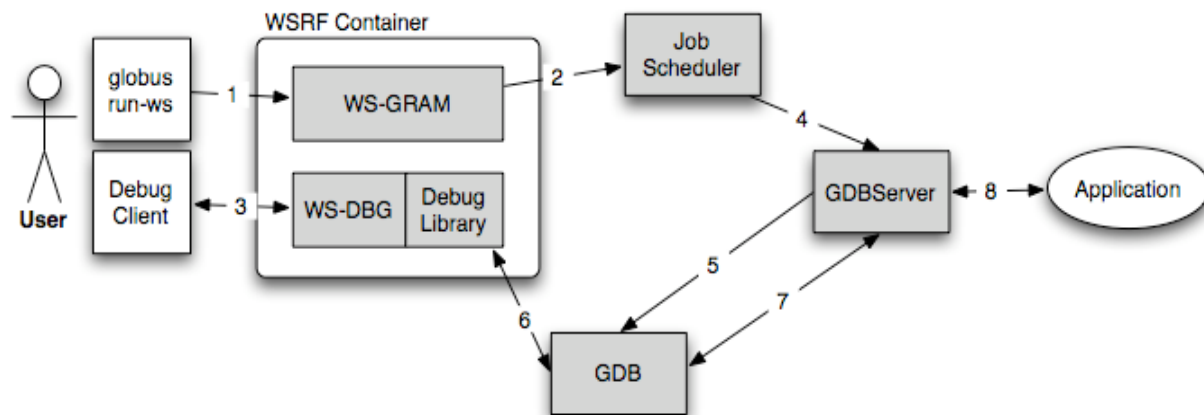 WSRF Container
globus
run-ws
1
WS-GRAM
2
Job
Scheduler
4
User
Debug
Client
3
WS-DBG
Debug
Library
GDBServer
8
Application
5
7
6
GDB